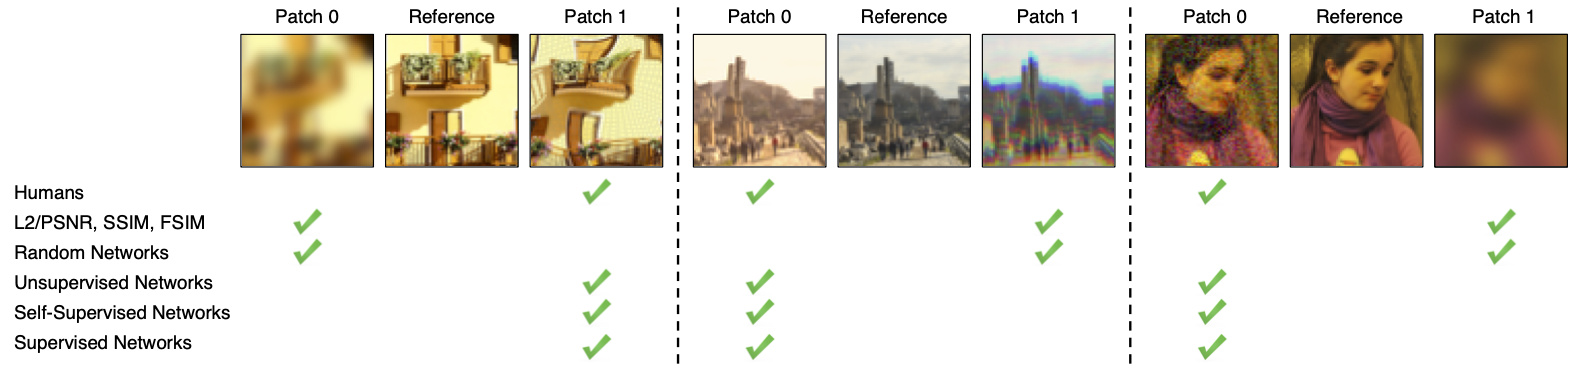 Patch 0 Reference Patch 1 Patch 0 Reference Patch 1 Patch 0 Reference Patch 1
Humans
L2/PSNR, SSIM, FSIM
Random Networks
Unsupervised Networks
Self-Supervised Networks
Supervised Networks